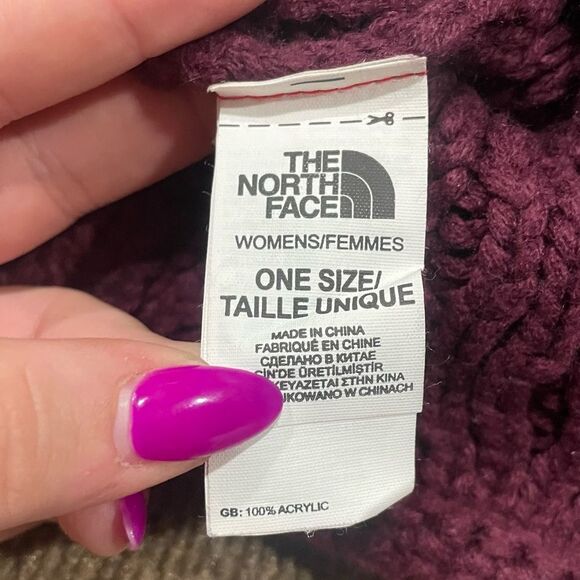 THE
NORTH
FACE
WOMENS/FEMMES
ONE SIZE/
TAILLE UNIQUE
MADE IN CHINA
FABRIQUÉ EN CHINE
СДЕЛАНО В КИТАЕ
ÜRETİLMİŞTİR
ΣΤΗΝ ΚΙΝΑ
W CHINACH
GB: 100% ACRYLIC